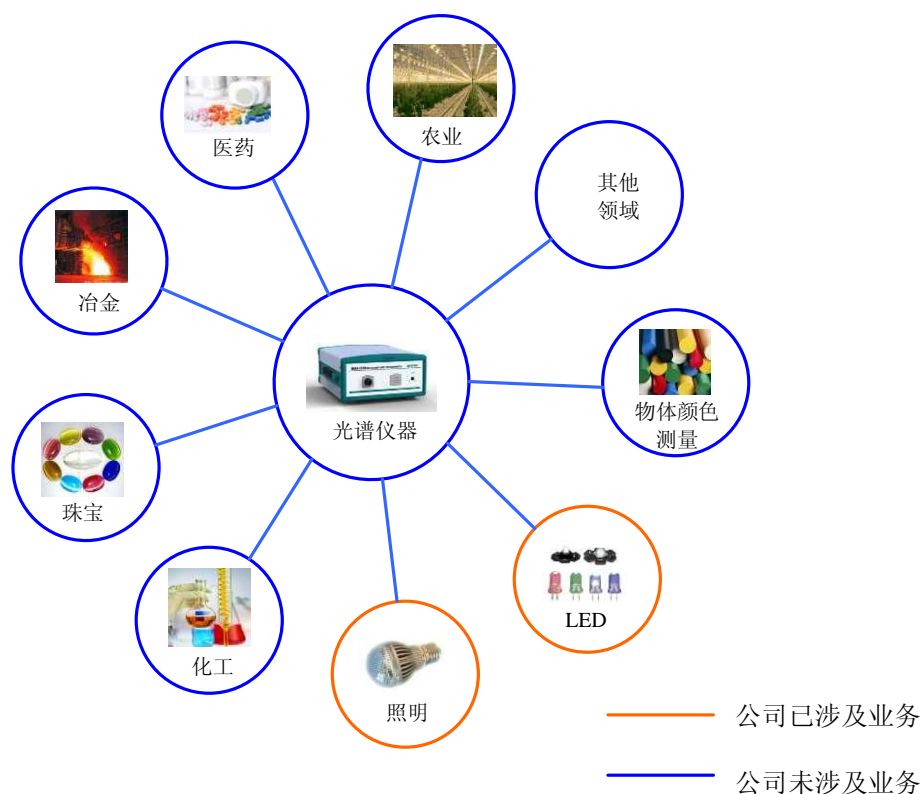 农业
医药
其他
领域
冶金
光谱仪器
物体颜色
测量
珠宝
LED
化工
照明
公司已涉及业务
公司未涉及业务